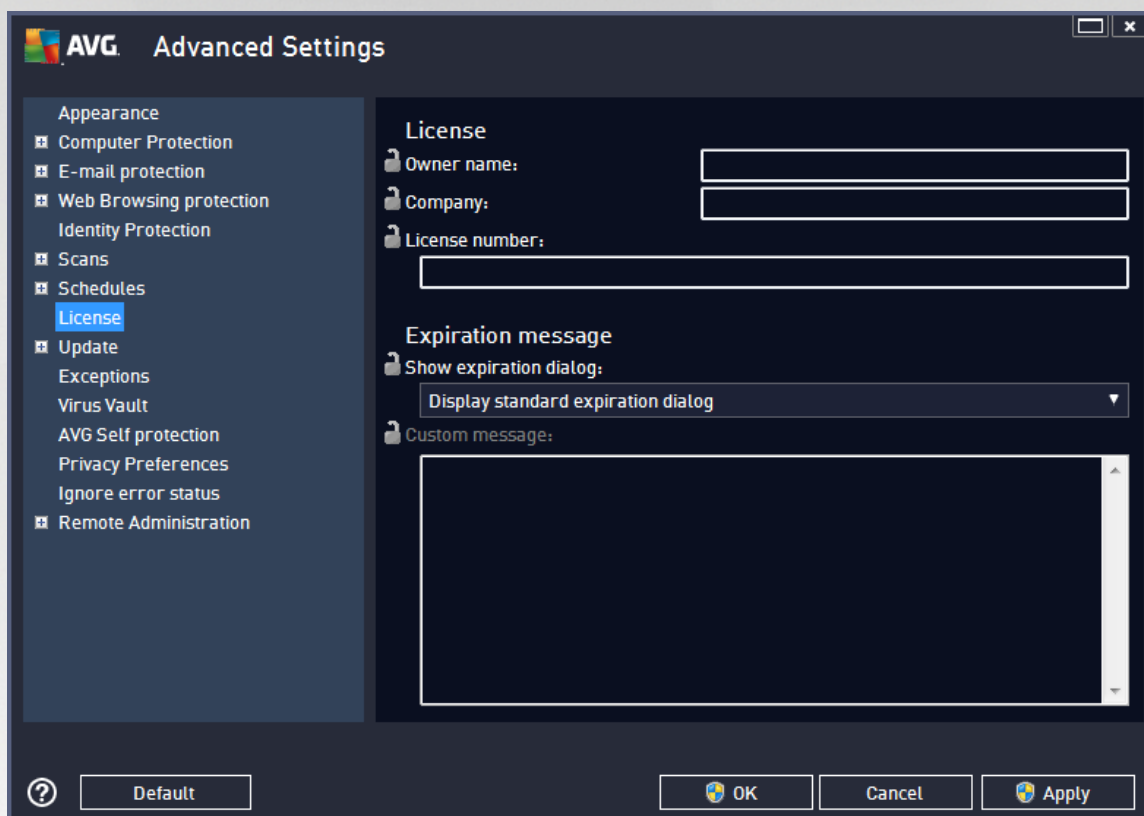 AVG. Advanced Settings
Appearance
Computer Protection
E-mail protection
Web Browsing protection
Identity Protection
Scans
Schedules
License
Update
Exceptions
Virus Vault
AVG Self protection
Privacy Preferences
Ignore error status
Remote Administration
License
Owner name:
Company:
License number:
Expiration message
Show expiration dialog:
Display standard expiration dialog
Custom message:
Default
OK
Cancel
Apply